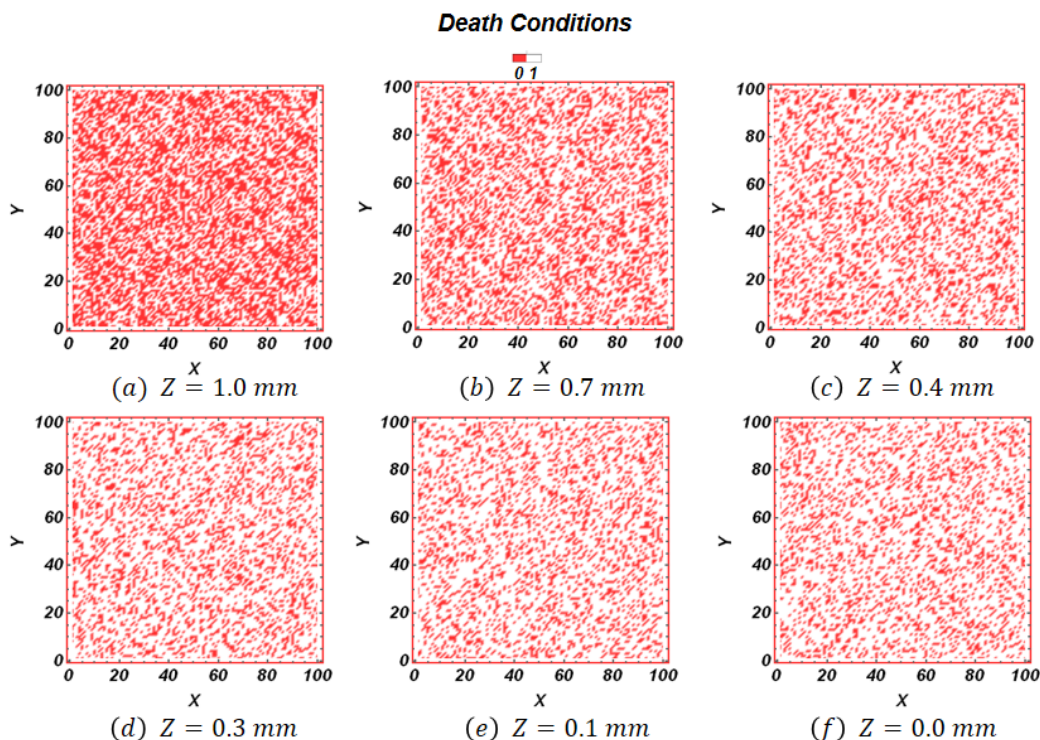 Death Conditions
0 1
100
80
60
40
20
0
Y
0 20 40 60 80 100
X
(a) Z = 1.0 mm
100
80
60
40
20
0
Y
0 20 40 60 80 100
X
(b) Z = 0.7 mm
100
80
60
40
20
0
Y
0 20 40 60 80 100
X
(c) Z = 0.4 mm
100
80
60
40
20
0
Y
0 20 40 60 80 100
X
(d) Z = 0.3 mm
100
80
60
40
20
0
Y
0 20 40 60 80 100
X
(e) Z = 0.1 mm
100
80
60
40
20
0
Y
0 20 40 60 80 100
X
(f) Z = 0.0 mm